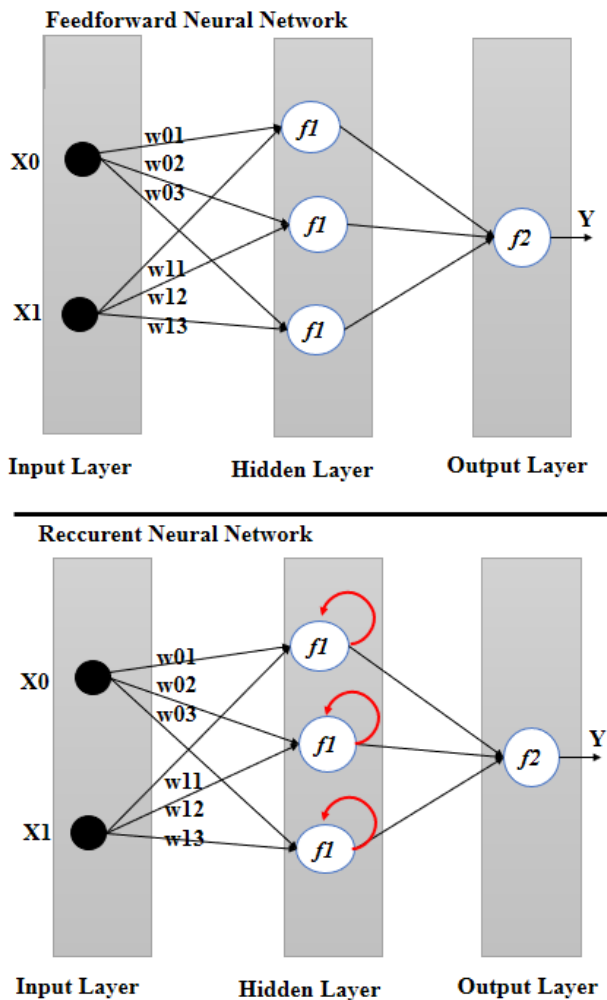 Feedforward Neural Network
w01
X0
w02
w03
w11
w12
X1
w13
f1
f1
f1
f2
Y
Input Layer
Hidden Layer
Output Layer
Reccurent Neural Network
w01
X0
w02
w03
w11
w12
X1
w13
f1
f1
f1
f2
Y
Input Layer
Hidden Layer
Output Layer